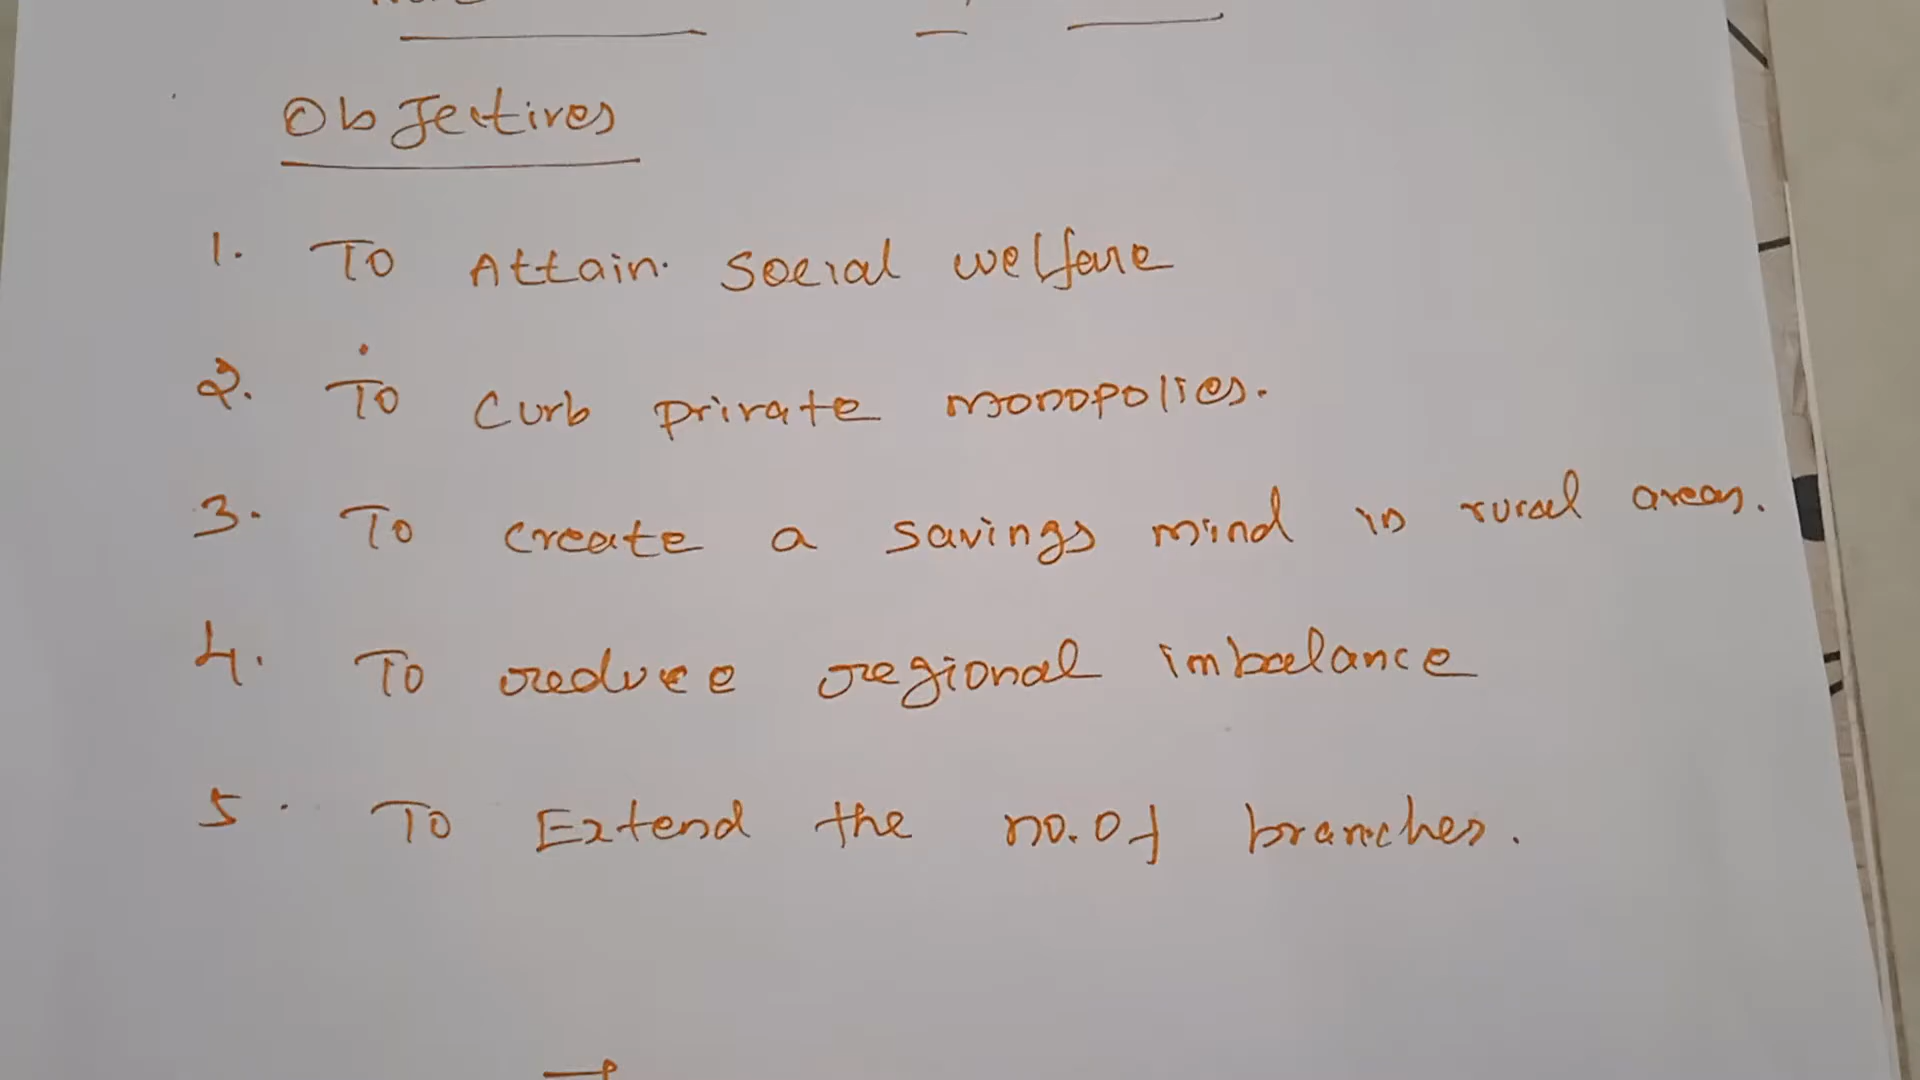 Objectives
1. To Attain. Social welfare
2. To Curb private monopolies.
3. To create a savings mind in rural areas.
4. To reduce regional imbalance
5. To Extend the no.of branches.